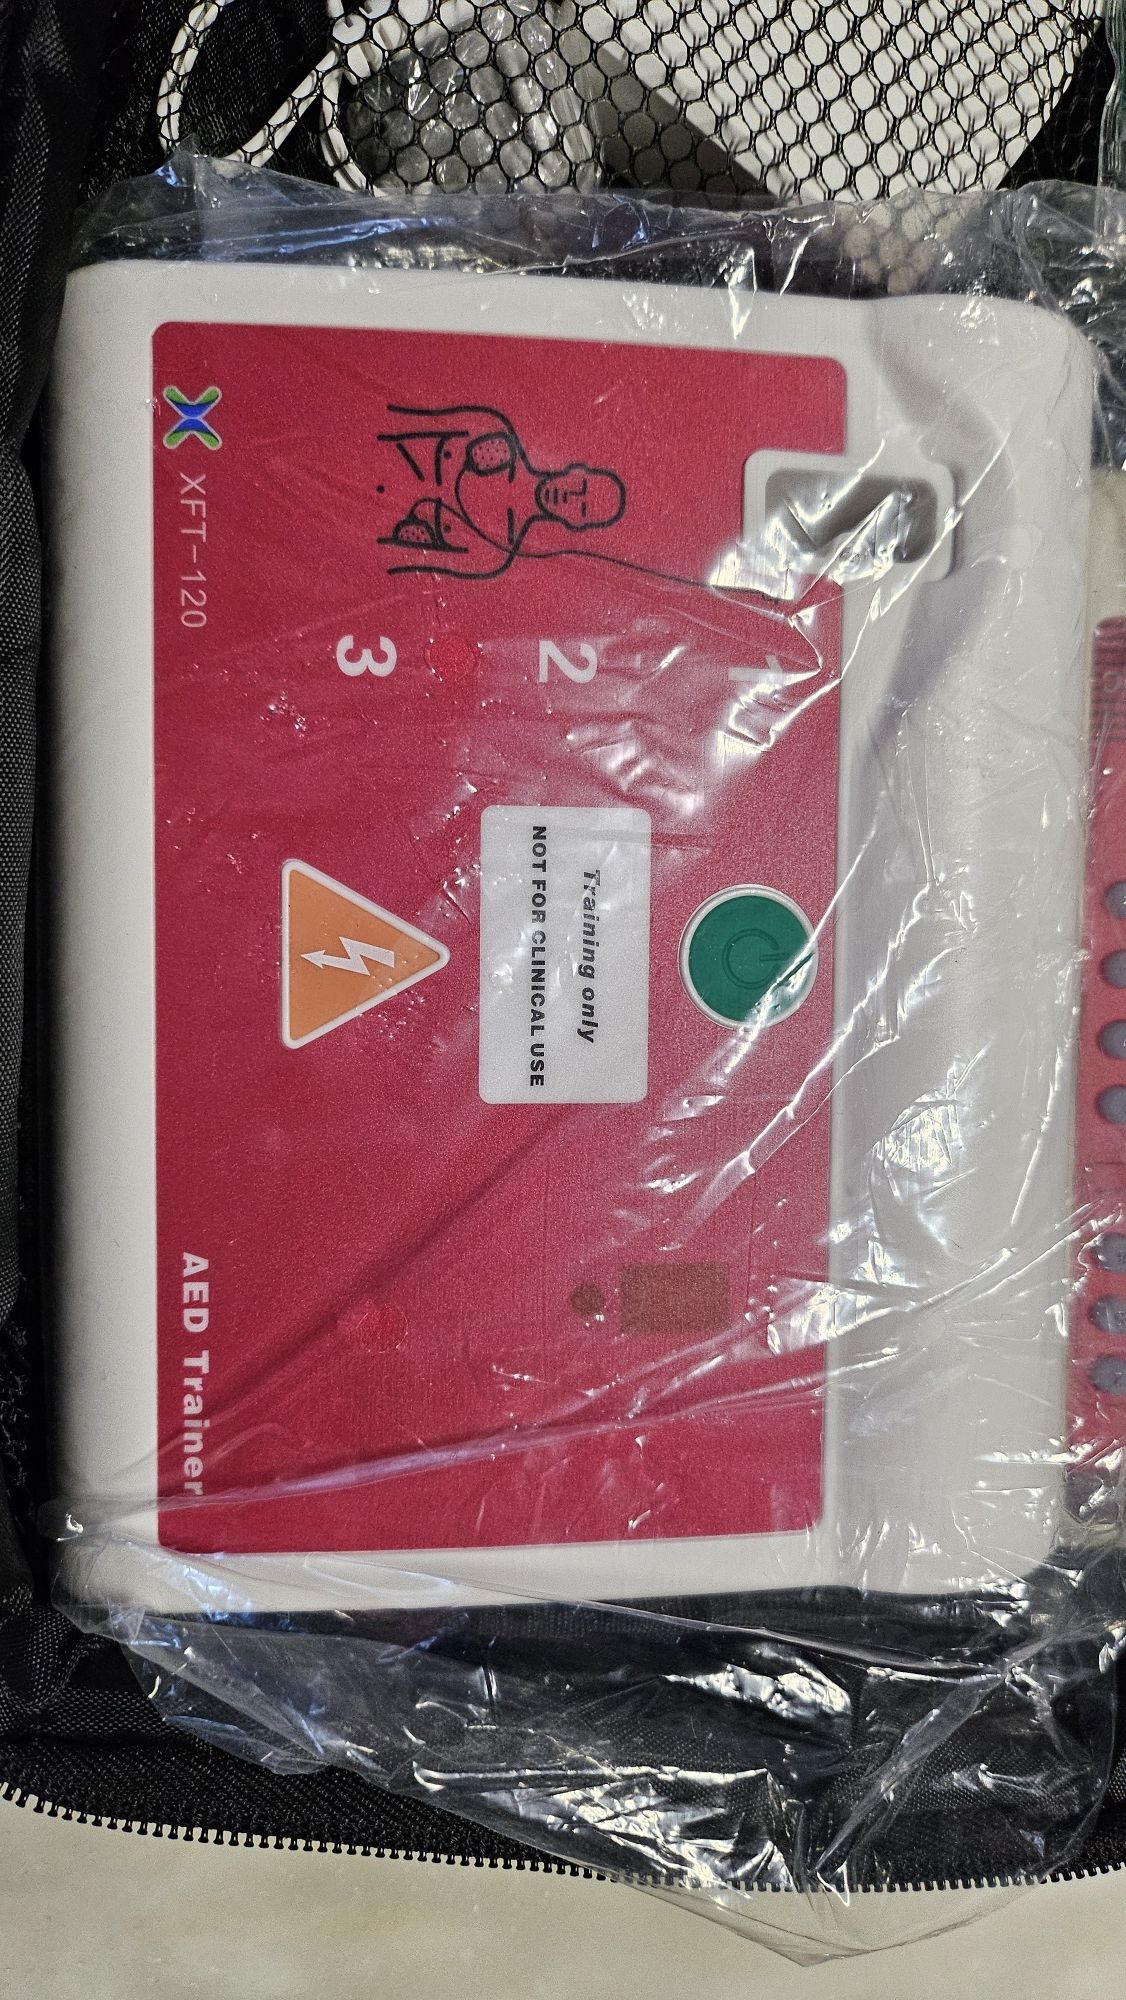 1
2
3
Training only
NOT FOR CLINICAL USE
XFT-120
AED Trainer